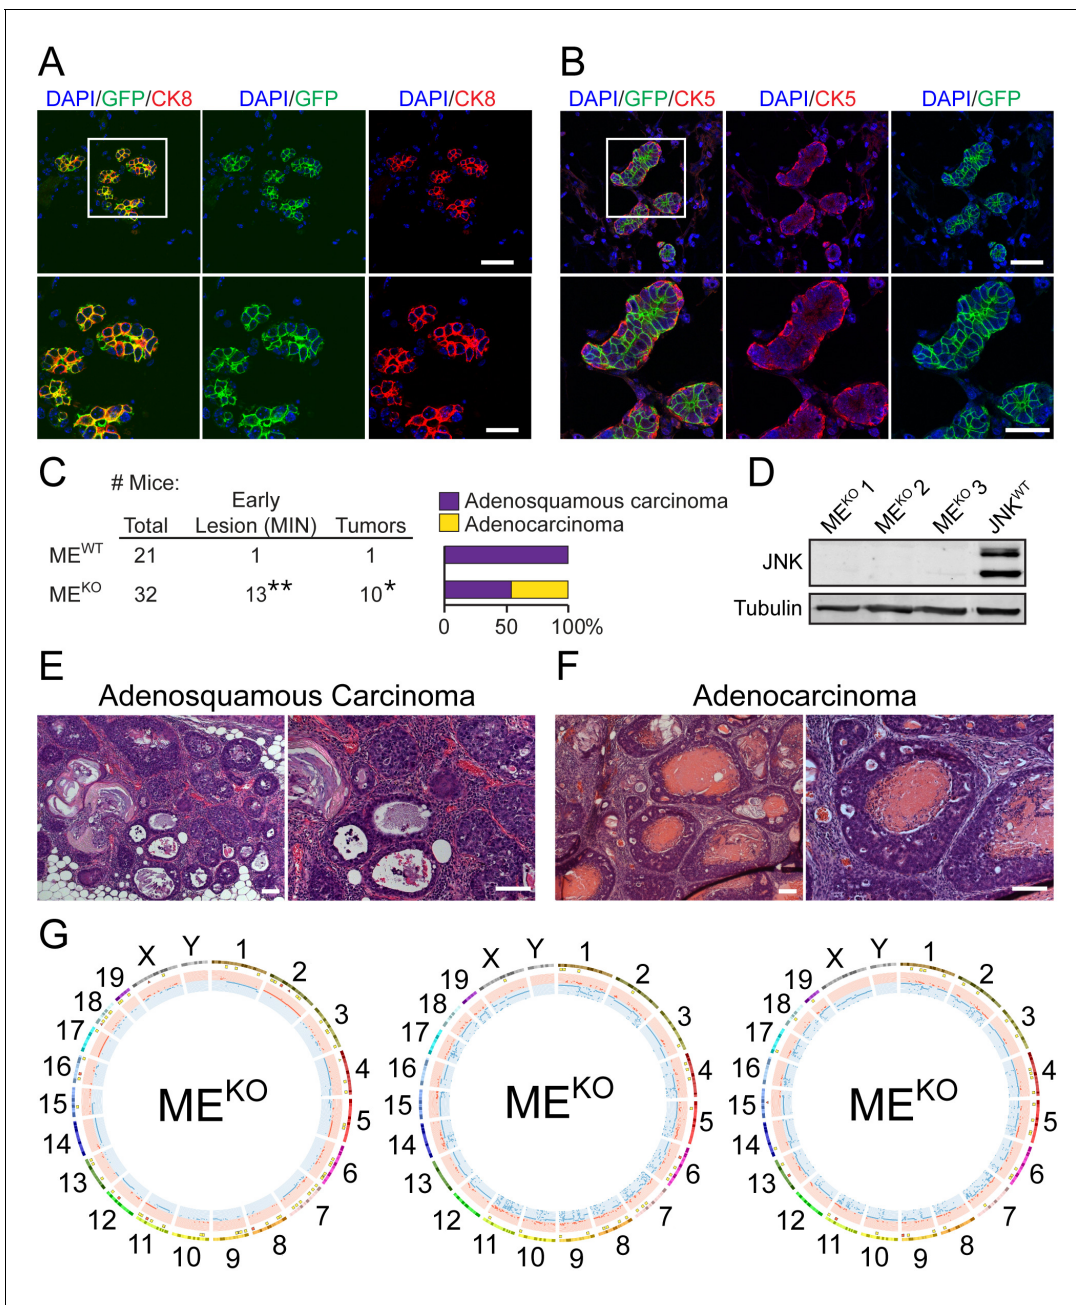 A
B
DAPI/GFP/CK8
DAPI/GFP
DAPI/CK8
DAPI/GFP/CK5
DAPI/CK5
DAPI/GFP
C
# Mice:
Total
Early Lesion (MIN)
Tumors
ME^WT 21 1 1
ME^KO 32 13** 10*
Adenosquamous carcinoma
Adenocarcinoma
0 50 100%
D
ME^KO 1
ME^KO 2
ME^KO 3
JNK^WT
JNK
Tubulin
E
Adenosquamous Carcinoma
F
Adenocarcinoma
G
X Y 1 2 3 4 5 6 7 8 9 10 11 12 13 14 15 16 17 18 19
ME^KO
X Y 1 2 3 4 5 6 7 8 9 10 11 12 13 14 15 16 17 18 19
ME^KO
X Y 1 2 3 4 5 6 7 8 9 10 11 12 13 14 15 16 17 18 19
ME^KO